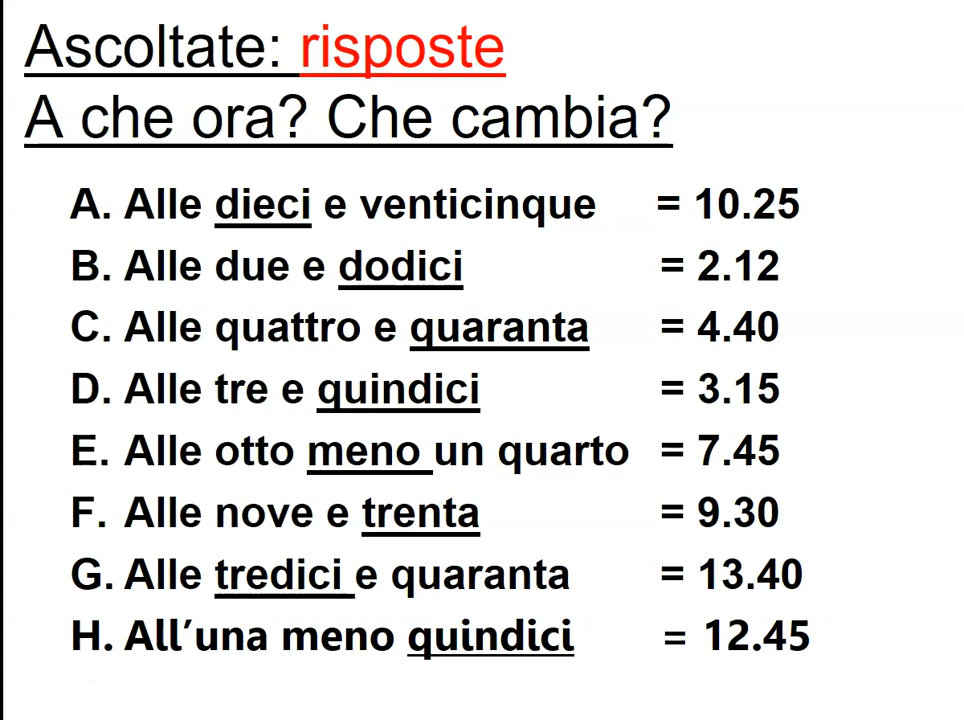 Ascoltate: risposte
A che ora? Che cambia?
A. Alle dieci e venticinque = 10.25
B. Alle due e dodici = 2.12
C. Alle quattro e quaranta = 4.40
D. Alle tre e quindici = 3.15
E. Alle otto meno un quarto = 7.45
F. Alle nove e trenta = 9.30
G. Alle tredici e quaranta = 13.40
H. All´una meno quindici = 12.45